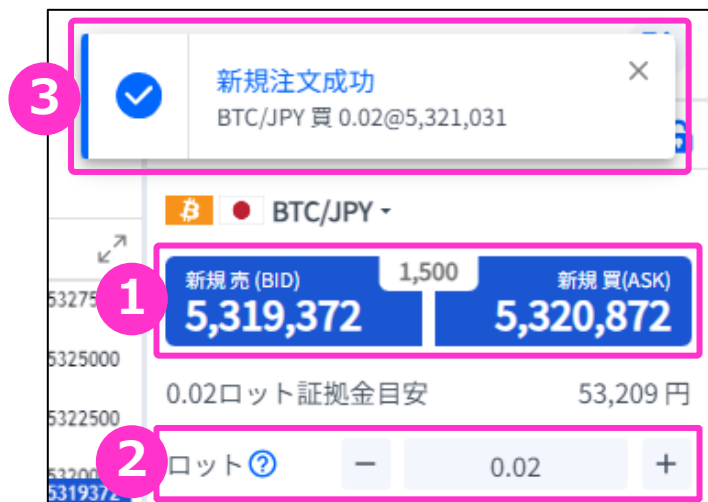 3
新規注文成功
BTC/JPY 買 0.02@5,321,031
BTC/JPY
1
新規 売 (BID)
1,500
新規 買(ASK)
5,319,372
5,320,872
5325000
0.02ロット証拠金目安
53,209 円
5322500
2
ロット
?
−
0.02
+
5319372